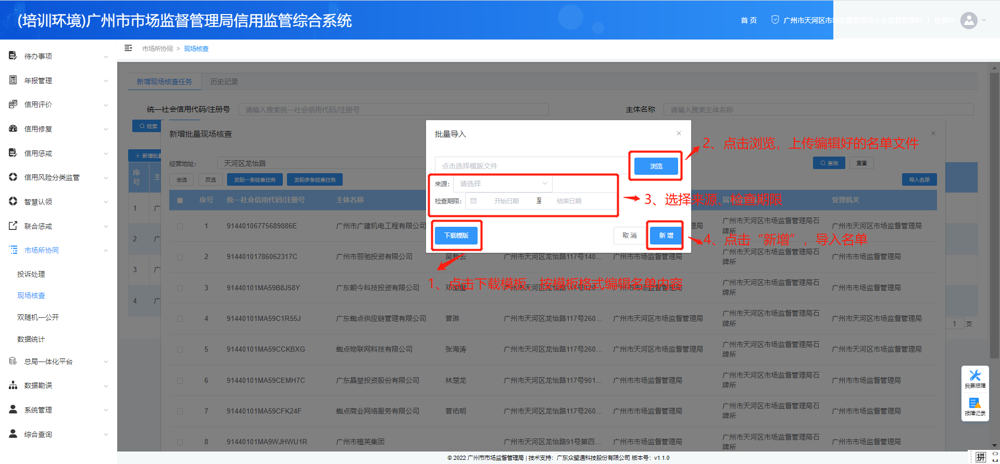 (培训环境)广州市市场监督管理局信用监管综合系统
首页
广州市天河区市场监督管理局企业监督管理科
待办事项
年报管理
信用评价
信用修复
信用惩戒
信用风险分类监管
智慧认领
联合惩戒
市场所协同
投诉处理
现场核查
双随机一公开
数据统计
总局一体化平台
数据勘误
系统管理
综合查询
市场所协同 > 现场核查
新增现场核查任务 历史记录
统一社会信用代码/注册号 请输入搜索统一社会信用代码/注册号 主体名称 请输入搜索主体名称
检索
新增批量现场核查
新增批
序号 主
1 广
2 广
3 广
4 广
经营地址: 天河区龙怡路
查询 重置
全选 反选 发起一条检查任务 发起多条检查任务
导入名单
序号 统一社会信用代码/注册号 主体名称 受理机关
1 91440106775689886E 广州市广建机电工程有限公司 广州市天河区市场监督管理局石牌所 广州市市场监督管理局
2 91440101786062317C 广州市丽驰投资有限公司 吴新云 广州市天河区龙怡路117号140... 广州市市场监督管理局 广州市天河区市场监督管理局石牌所 广州市市场监督管理局
3 91440101MA59B8J58Y 广东朝今科技投资有限公司 广州市天河区市场监督管理局石牌所 广州市市场监督管理局
4 91440101MA59C1R55J 广东蜘点供应链管理有限公司 曾琳 广州市天河区龙怡路117号260... 广州市天河区市场监督管理局 广州市天河区市场监督管理局石牌所 广州市天河区市场监督管理局
5 91440101MA59CCKBXG 蜘点物联网科技有限公司 张海涛 广州市天河区龙怡路117号260... 广州市天河区市场监督管理局 广州市天河区市场监督管理局石牌所 广州市天河区市场监督管理局
6 91440101MA59CEMH7C 广东晶堃投资股份有限公司 林楚龙 广州市天河区龙怡路117号901... 广州市市场监督管理局 广州市天河区市场监督管理局石牌所 广州市市场监督管理局
7 91440101MA59CFK24F 蜘点商业网络服务有限公司 曾佑明 广州市天河区龙怡路117号260... 广州市市场监督管理局 广州市天河区市场监督管理局石牌所 广州市市场监督管理局
8 91440101MA9WJHWU1R 广州市植英集团 广州市天河区龙怡路91号第四... 广州市市场监督管理局 广州市天河区市场监督管理局石牌所 广州市市场监督管理局
1 页
批量导入
点击选择模版文件 浏览
来源: 请选择
检查期限: 开始日期 至 结束日期
下载模版 取消 新增
1、点击下载模板，按模板格式编辑名单内容
2、点击浏览，上传编辑好的名单文件
3、选择来源、检查期限
4、点击“新增”，导入名单
我要报障
报障记录
© 2022 广州市市场监督管理局 | 技术支持：广东众望通科技股份有限公司 版本号：v1.1.0
拼